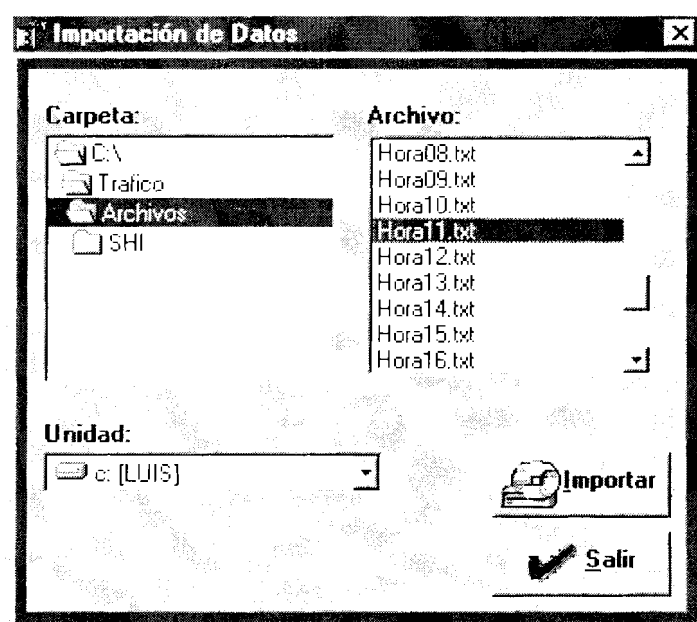 Importación de Datos
Carpeta:
C:\
Trafico
Archivos
SHI
Archivo:
Hora08.txt
Hora09.txt
Hora10.txt
Hora11.txt
Hora12.txt
Hora13.txt
Hora14.txt
Hora15.txt
Hora16.txt
Unidad:
c: [LUIS]
Importar
Salir